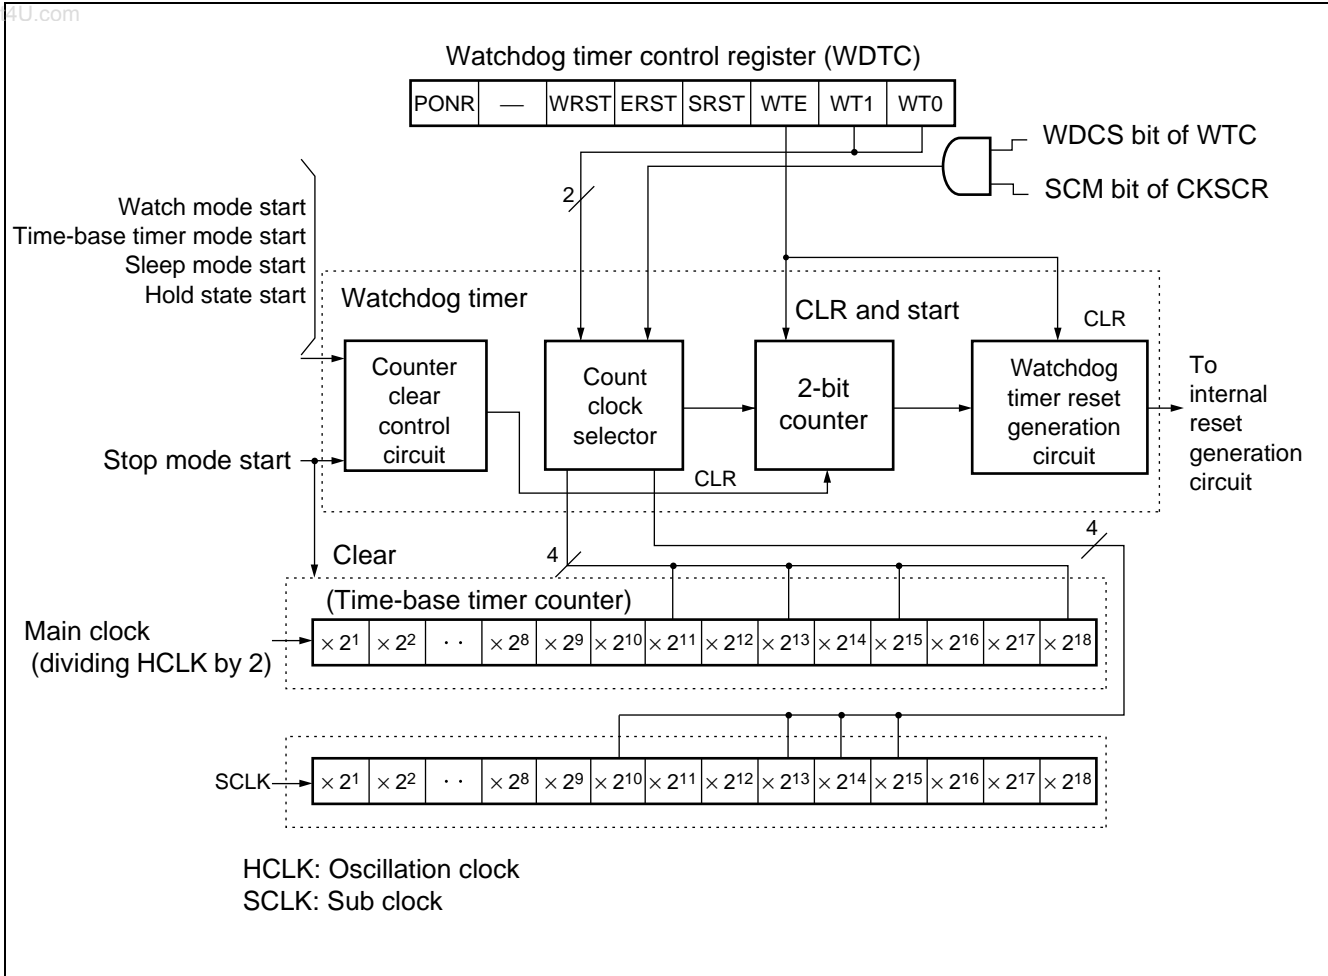 t4U.com
Watchdog timer control register (WDTC)
PONR — WRST ERST SRST WTE WT1 WT0
WDCS bit of WTC
SCM bit of CKSCR
2
Watch mode start
Time-base timer mode start
Sleep mode start
Hold state start
Watchdog timer
CLR and start
CLR
Counter
clear
control
circuit
Count
clock
selector
2-bit
counter
Watchdog
timer reset
generation
circuit
To
internal
reset
generation
circuit
Stop mode start
CLR
4
4
Clear
(Time-base timer counter)
Main clock
(dividing HCLK by 2)
× 2¹ × 2² ·· × 2⁸ × 2⁹ × 2¹⁰ × 2¹¹ × 2¹² × 2¹³ × 2¹⁴ × 2¹⁵ × 2¹⁶ × 2¹⁷ × 2¹⁸
SCLK
× 2¹ × 2² ·· × 2⁸ × 2⁹ × 2¹⁰ × 2¹¹ × 2¹² × 2¹³ × 2¹⁴ × 2¹⁵ × 2¹⁶ × 2¹⁷ × 2¹⁸
HCLK: Oscillation clock
SCLK: Sub clock